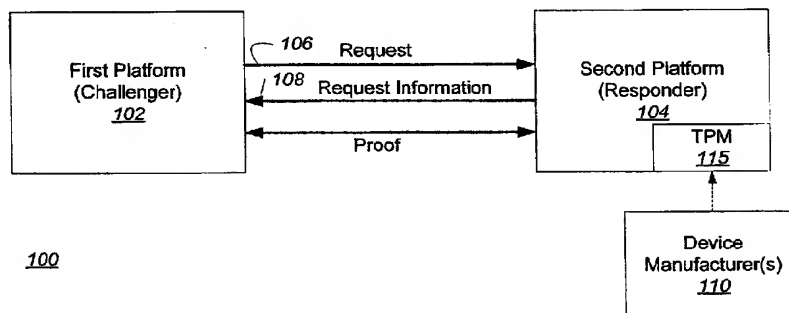 First Platform
(Challenger)
102
106
Request
108
Request Information
Proof
Second Platform
(Responder)
104
TPM
115
Device
Manufacturer(s)
110
100